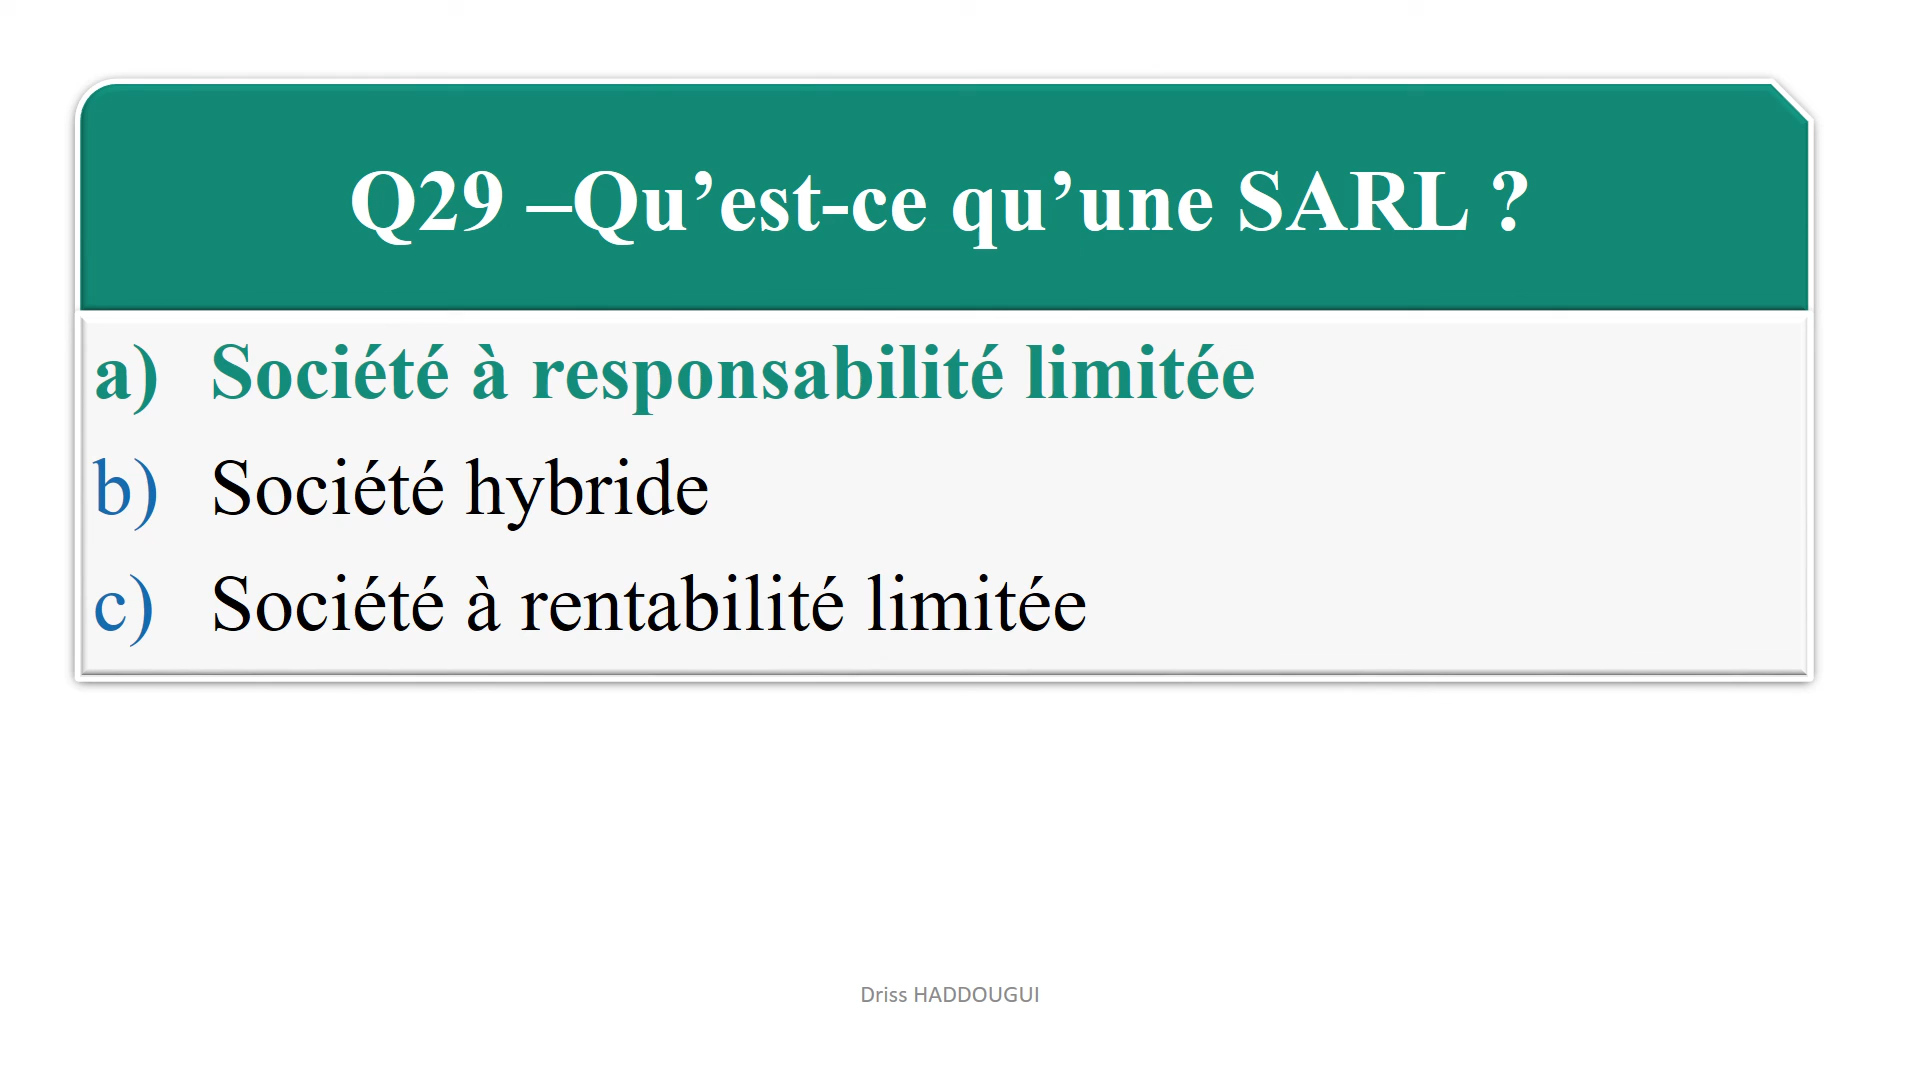 Q29 –Qu’est-ce qu’une SARL ?
a) Société à responsabilité limitée
b) Société hybride
c) Société à rentabilité limitée
Driss HADDOUGUI